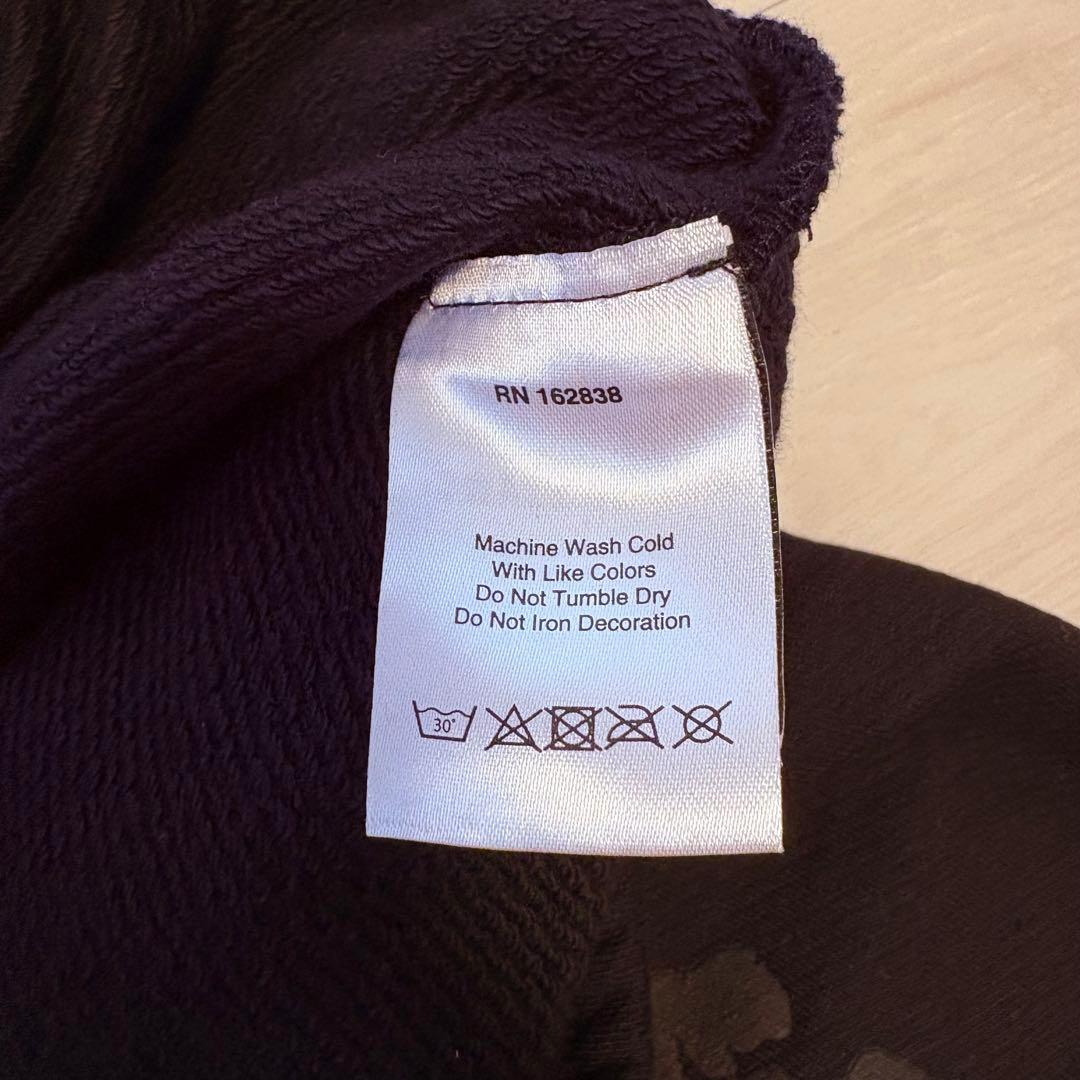 RN 162838
Machine Wash Cold
With Like Colors
Do Not Tumble Dry
Do Not Iron Decoration
30°